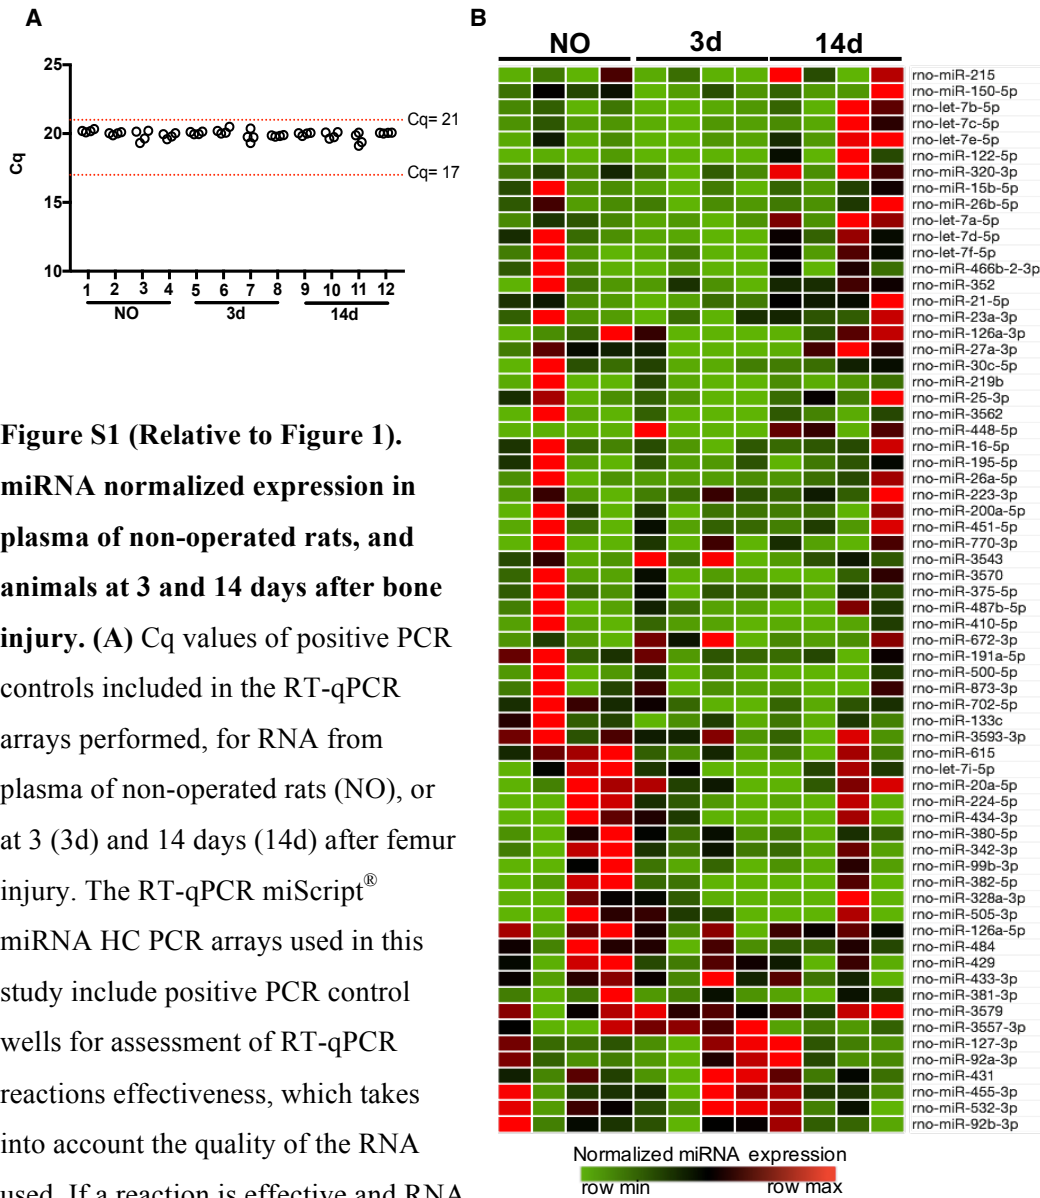 A
25
20
15
10
Cq
Cq= 21
Cq= 17
1 2 3 4 5 6 7 8 9 10 11 12
NO 3d 14d
Figure S1 (Relative to Figure 1).
miRNA normalized expression in
plasma of non-operated rats, and
animals at 3 and 14 days after bone
injury. (A) Cq values of positive PCR
controls included in the RT-qPCR
arrays performed, for RNA from
plasma of non-operated rats (NO), or
at 3 (3d) and 14 days (14d) after femur
injury. The RT-qPCR miScript®
miRNA HC PCR arrays used in this
study include positive PCR control
wells for assessment of RT-qPCR
reactions effectiveness, which takes
into account the quality of the RNA
used. If a reaction is effective and RNA
B
NO 3d 14d
rno-miR-215
rno-miR-150-5p
rno-let-7b-5p
rno-let-7c-5p
rno-let-7e-5p
rno-miR-122-5p
rno-miR-320-3p
rno-miR-15b-5p
rno-miR-26b-5p
rno-let-7a-5p
rno-let-7d-5p
rno-let-7f-5p
rno-miR-466b-2-3p
rno-miR-352
rno-miR-21-5p
rno-miR-23a-3p
rno-miR-126a-3p
rno-miR-27a-3p
rno-miR-30c-5p
rno-miR-219b
rno-miR-25-3p
rno-miR-3562
rno-miR-448-5p
rno-miR-16-5p
rno-miR-195-5p
rno-miR-26a-5p
rno-miR-223-3p
rno-miR-200a-5p
rno-miR-451-5p
rno-miR-770-3p
rno-miR-3543
rno-miR-3570
rno-miR-375-5p
rno-miR-487b-5p
rno-miR-410-5p
rno-miR-672-3p
rno-miR-191a-5p
rno-miR-500-5p
rno-miR-873-3p
rno-miR-702-5p
rno-miR-133c
rno-miR-3593-3p
rno-miR-615
rno-let-7i-5p
rno-miR-20a-5p
rno-miR-224-5p
rno-miR-434-3p
rno-miR-380-5p
rno-miR-342-3p
rno-miR-99b-3p
rno-miR-382-5p
rno-miR-328a-3p
rno-miR-505-3p
rno-miR-126a-5p
rno-miR-484
rno-miR-429
rno-miR-433-3p
rno-miR-381-3p
rno-miR-3579
rno-miR-3557-3p
rno-miR-127-3p
rno-miR-92a-3p
rno-miR-431
rno-miR-455-3p
rno-miR-532-3p
rno-miR-92b-3p
Normalized miRNA expression
row min row max